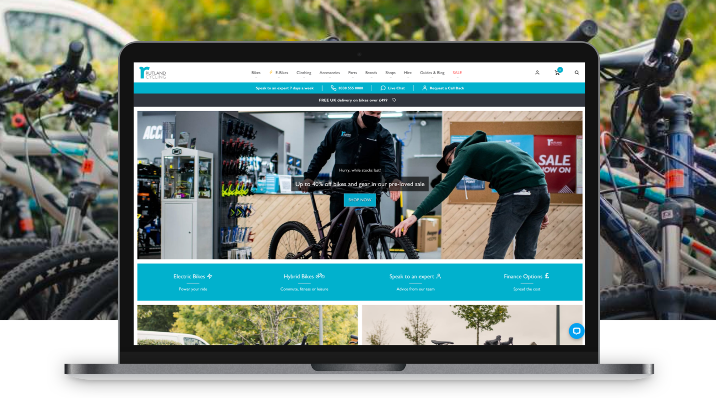 RUTLAND
CYCLING
Bikes E-Bikes Clothing Accessories Parts Brands Shops Hire Guides & Blog SALE
Speak to an expert 7 days a week
0330 555 0080
Live Chat
Request a Call Back
FREE UK delivery on bikes over £499
ACC
SALE
NOW ON
Hurry, while stocks last!
Up to 40% off bikes and gear in our pre-loved sale
SHOP NOW
Electric Bikes
Power your ride
Hybrid Bikes
Commute, fitness or leisure
Speak to an expert
Advice from our team
Finance Options £
Spread the cost